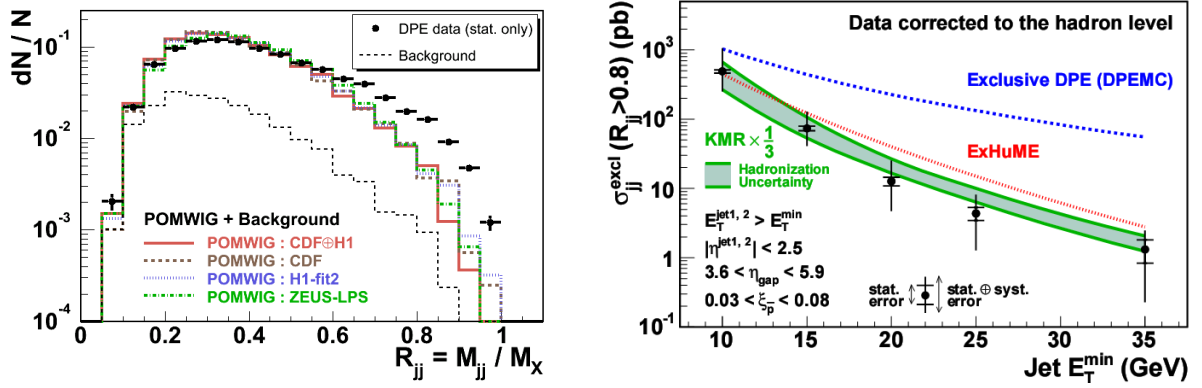 dN / N
10⁻¹
10⁻²
10⁻³
10⁻⁴
DPE data (stat. only)
Background
POMWIG + Background
POMWIG : CDF⊕H1
POMWIG : CDF
POMWIG : H1-fit2
POMWIG : ZEUS-LPS
0 0.2 0.4 0.6 0.8 1
R_jj = M_jj / M_X
σ_jj^excl (R_jj>0.8) (pb)
10³
10²
10
1
10⁻¹
Data corrected to the hadron level
Exclusive DPE (DPEMC)
ExHuME
KMR × 1/3
Hadronization
Uncertainty
E_T^jet1, 2 > E_T^min
|η^jet1, 2| < 2.5
3.6 < η_gap < 5.9
0.03 < ξ_p̄ < 0.08
stat.
error
stat. ⊕ syst.
error
10 15 20 25 30 35
Jet E_T^min (GeV)